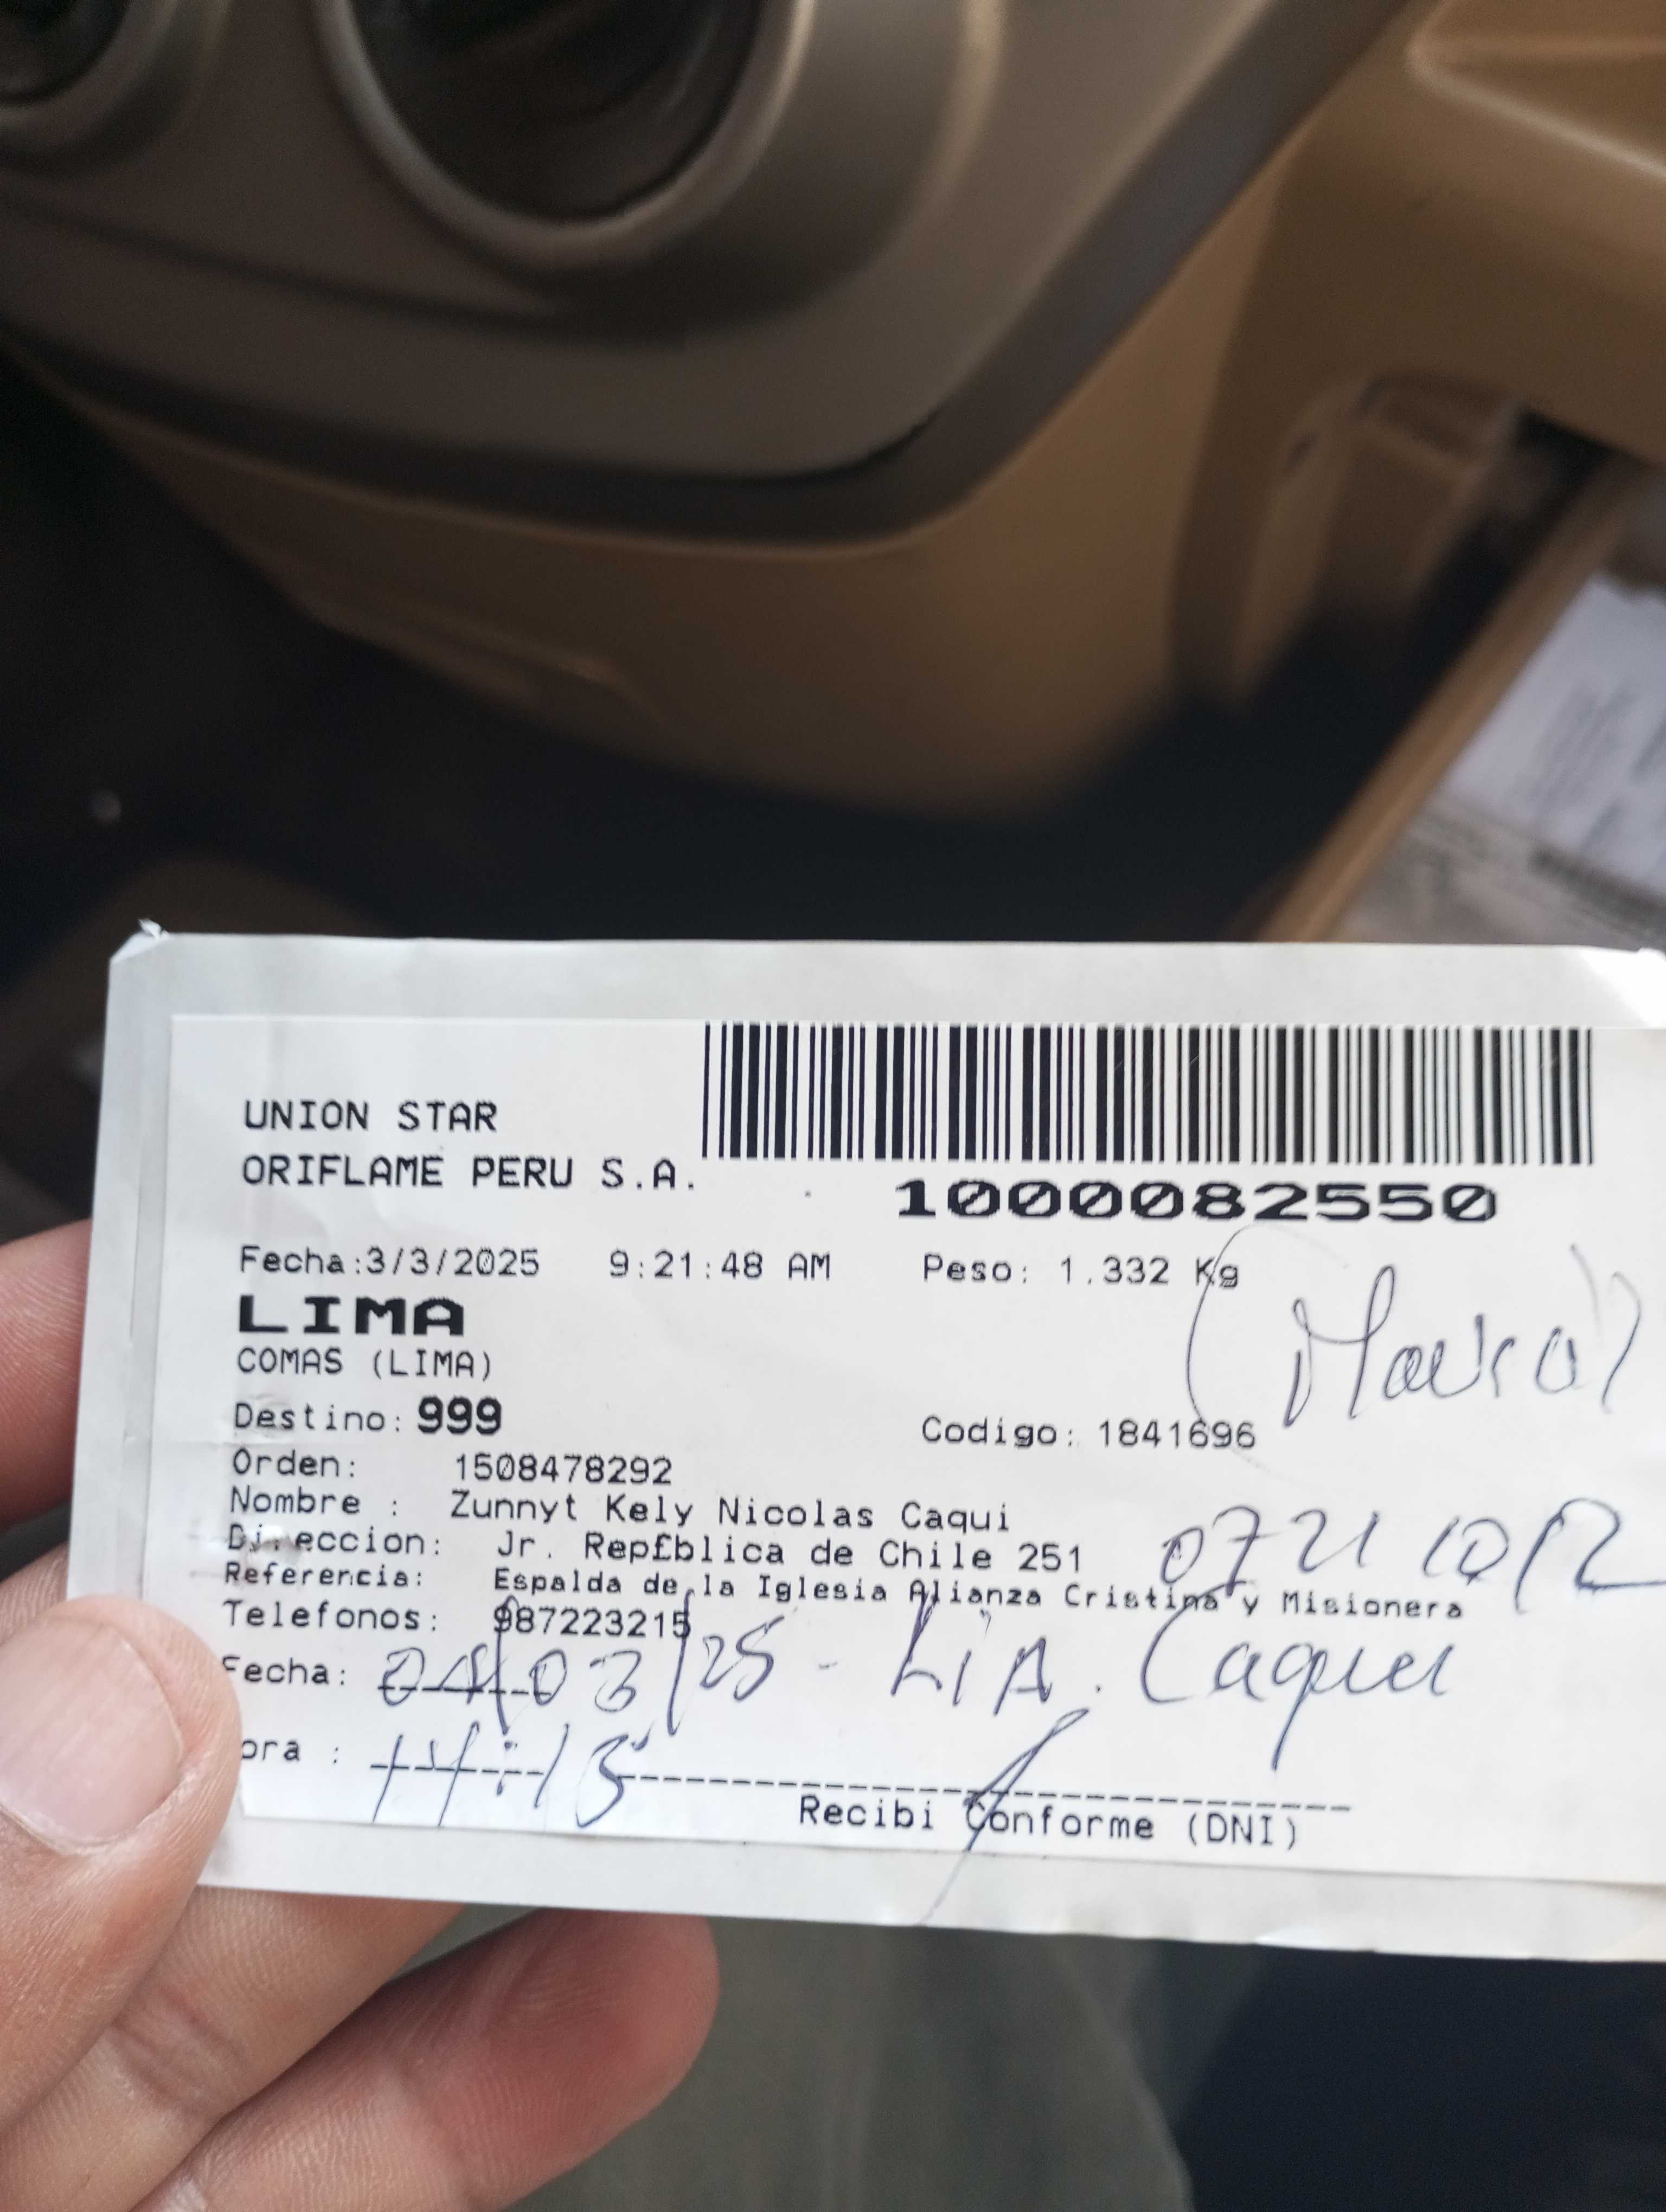 UNION STAR
ORIFLAME PERU S.A.
1000082550
Fecha:3/3/2025 9:21:48 AM Peso: 1.332 Kg
LIMA
COMAS (LIMA)
Destino: 999 Codigo: 1841696
Orden: 1508478292
Nombre : Zunnyt Kely Nicolas Caqui
Direccion: Jr. Rep£blica de Chile 251
Referencia: Espalda de la Iglesia Alianza Cristina y Misionera
Telefonos: 987223215
Fecha: 04/03/25 - LiA. Caqui
ora : 14:15
Recibi Conforme (DNI)